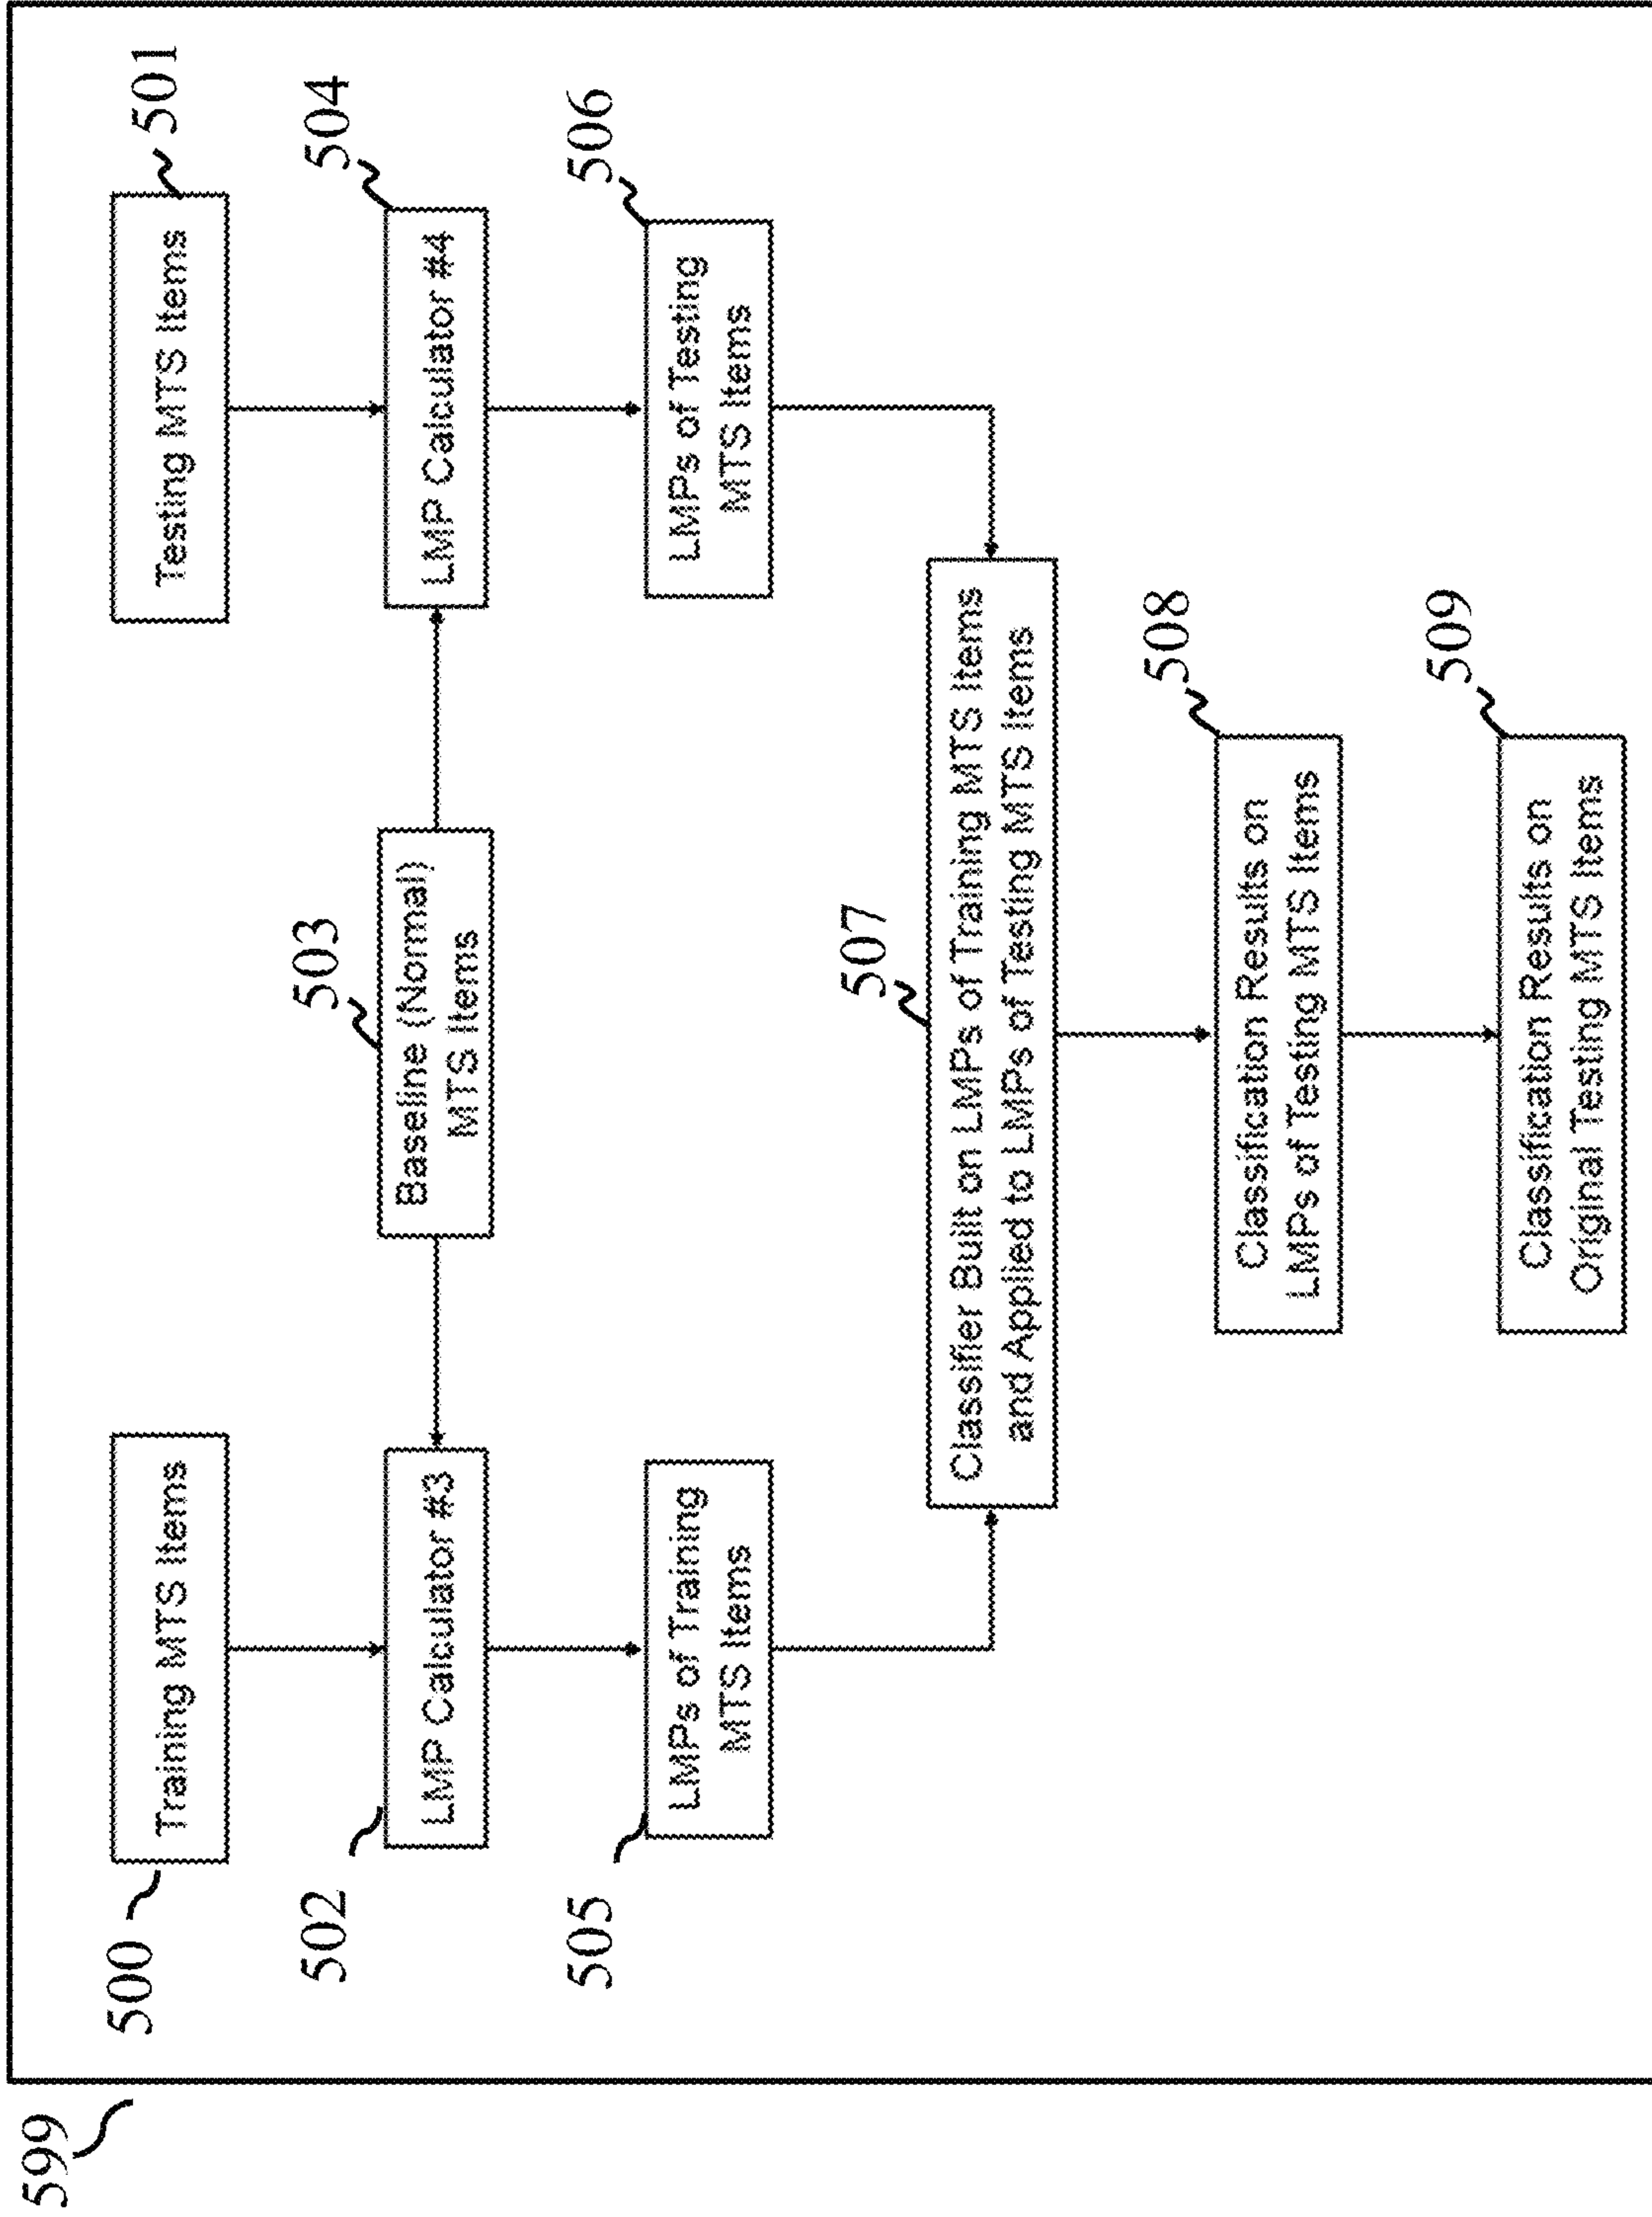 599
500
Training MTS Items
Testing MTS Items
501
502
LMP Calculator #3
503
Baseline (Normal)
MTS Items
LMP Calculator #4
504
505
LMPs of Training
MTS Items
LMPs of Testing
MTS Items
506
507
Classifier Built on LMPs of Training MTS Items
and Applied to LMPs of Testing MTS Items
Classification Results on
LMPs of Testing MTS Items
508
Classification Results on
Original Testing MTS Items
509